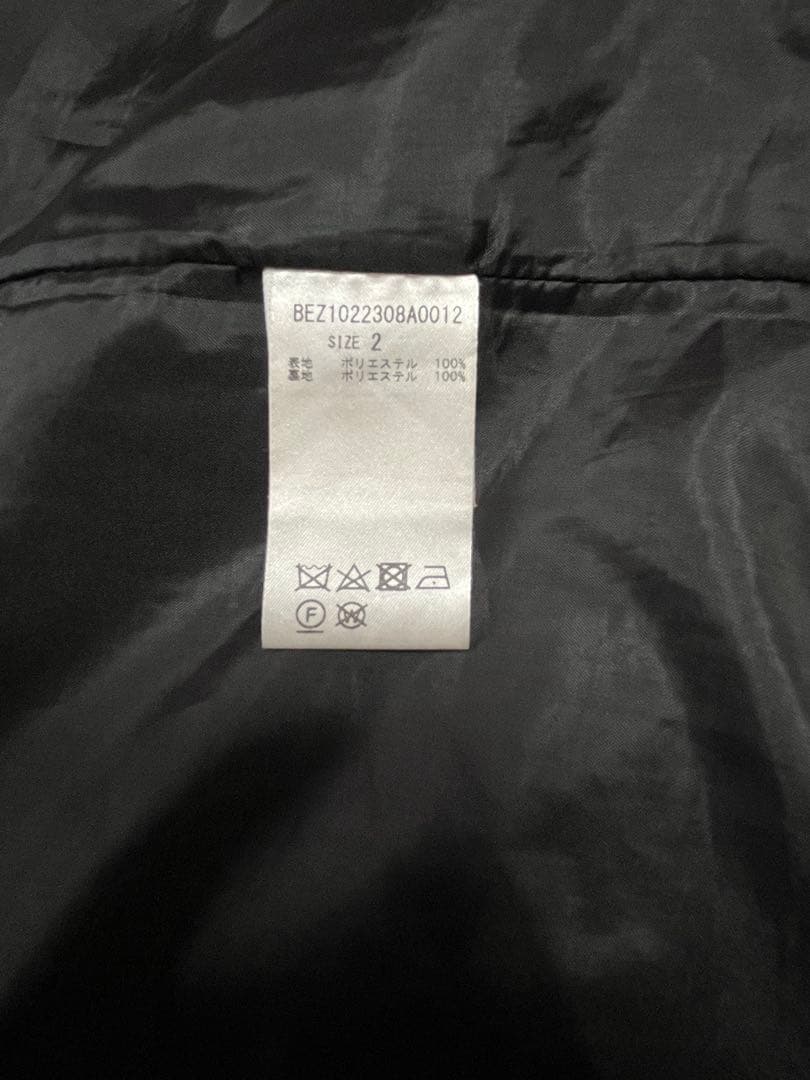 BEZ1022308A0012
SIZE 2
表地 ポリエステル 100%
裏地 ポリエステル 100%
F
W